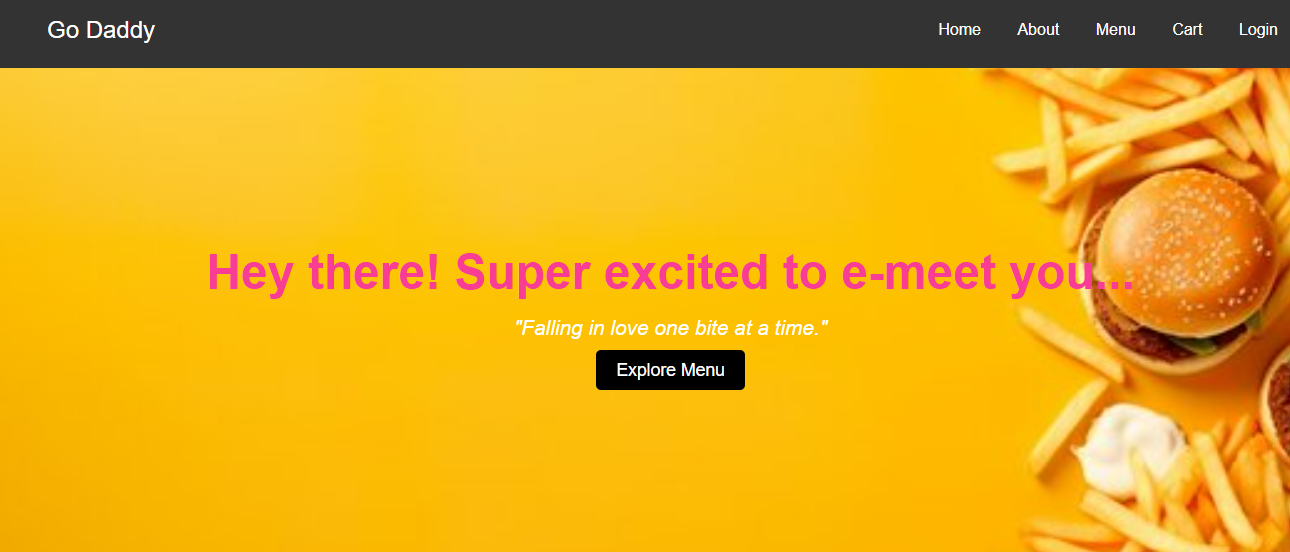 Go Daddy
Home About Menu Cart Login
Hey there! Super excited to e-meet you...
"Falling in love one bite at a time."
Explore Menu